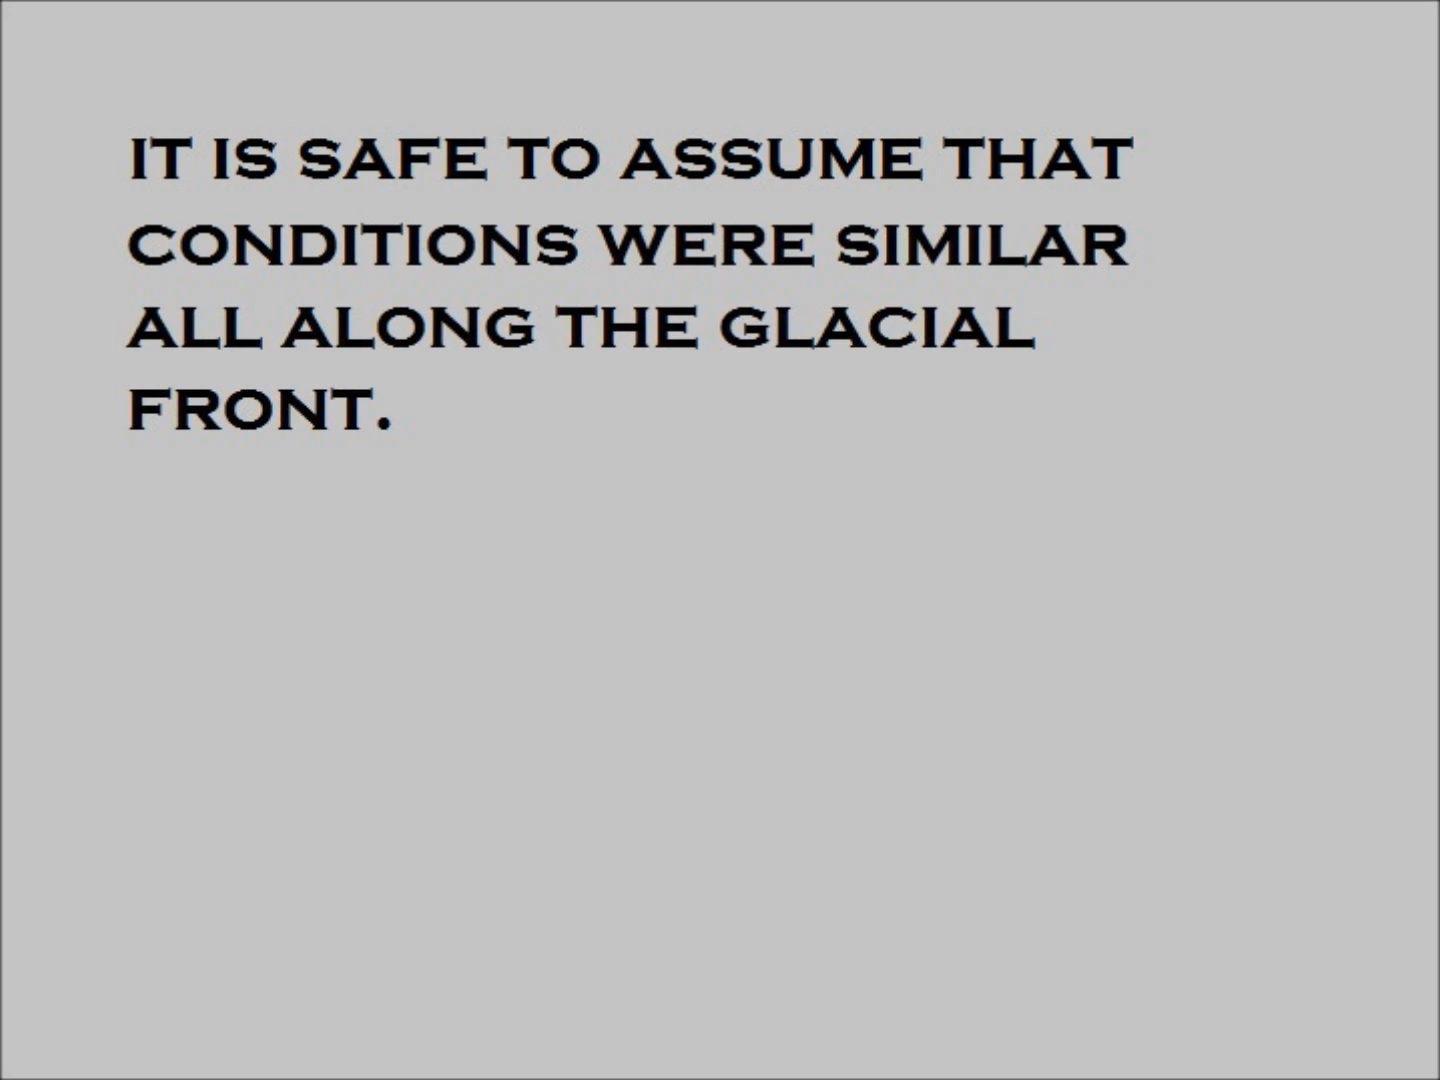 IT IS SAFE TO ASSUME THAT
CONDITIONS WERE SIMILAR
ALL ALONG THE GLACIAL
FRONT.